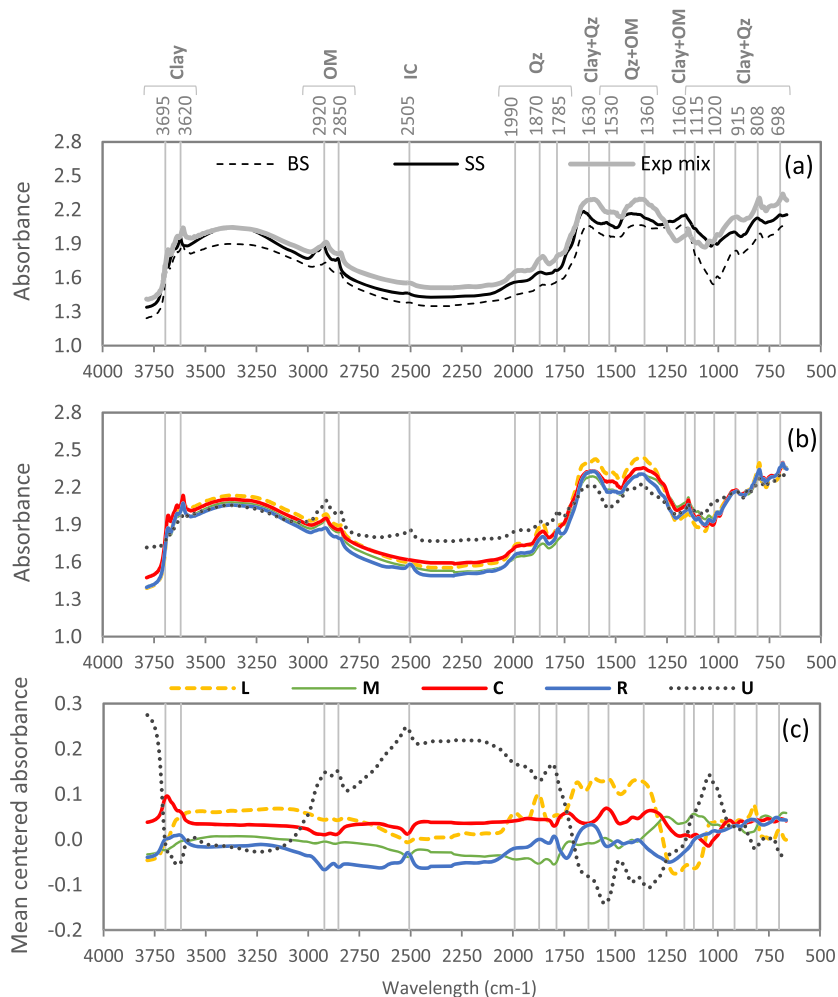 Clay OM IC Qz Clay+Qz Qz+OM Clay+OM Clay+Qz
3695 3620 2920 2850 2505 1990 1870 1785 1630 1530 1360 1160 1115 1020 915 808 698
2.8
2.5
2.2
1.9
1.6
1.3
1.0
Absorbance
BS SS Exp mix (a)
4000 3750 3500 3250 3000 2750 2500 2250 2000 1750 1500 1250 1000 750 500
2.8
2.5
2.2
1.9
1.6
1.3
1.0
Absorbance
(b)
4000 3750 3500 3250 3000 2750 2500 2250 2000 1750 1500 1250 1000 750 500
L M C R U
0.3
0.2
0.1
0.0
-0.1
-0.2
Mean centered absorbance
(c)
4000 3750 3500 3250 3000 2750 2500 2250 2000 1750 1500 1250 1000 750 500
Wavelength (cm-1)